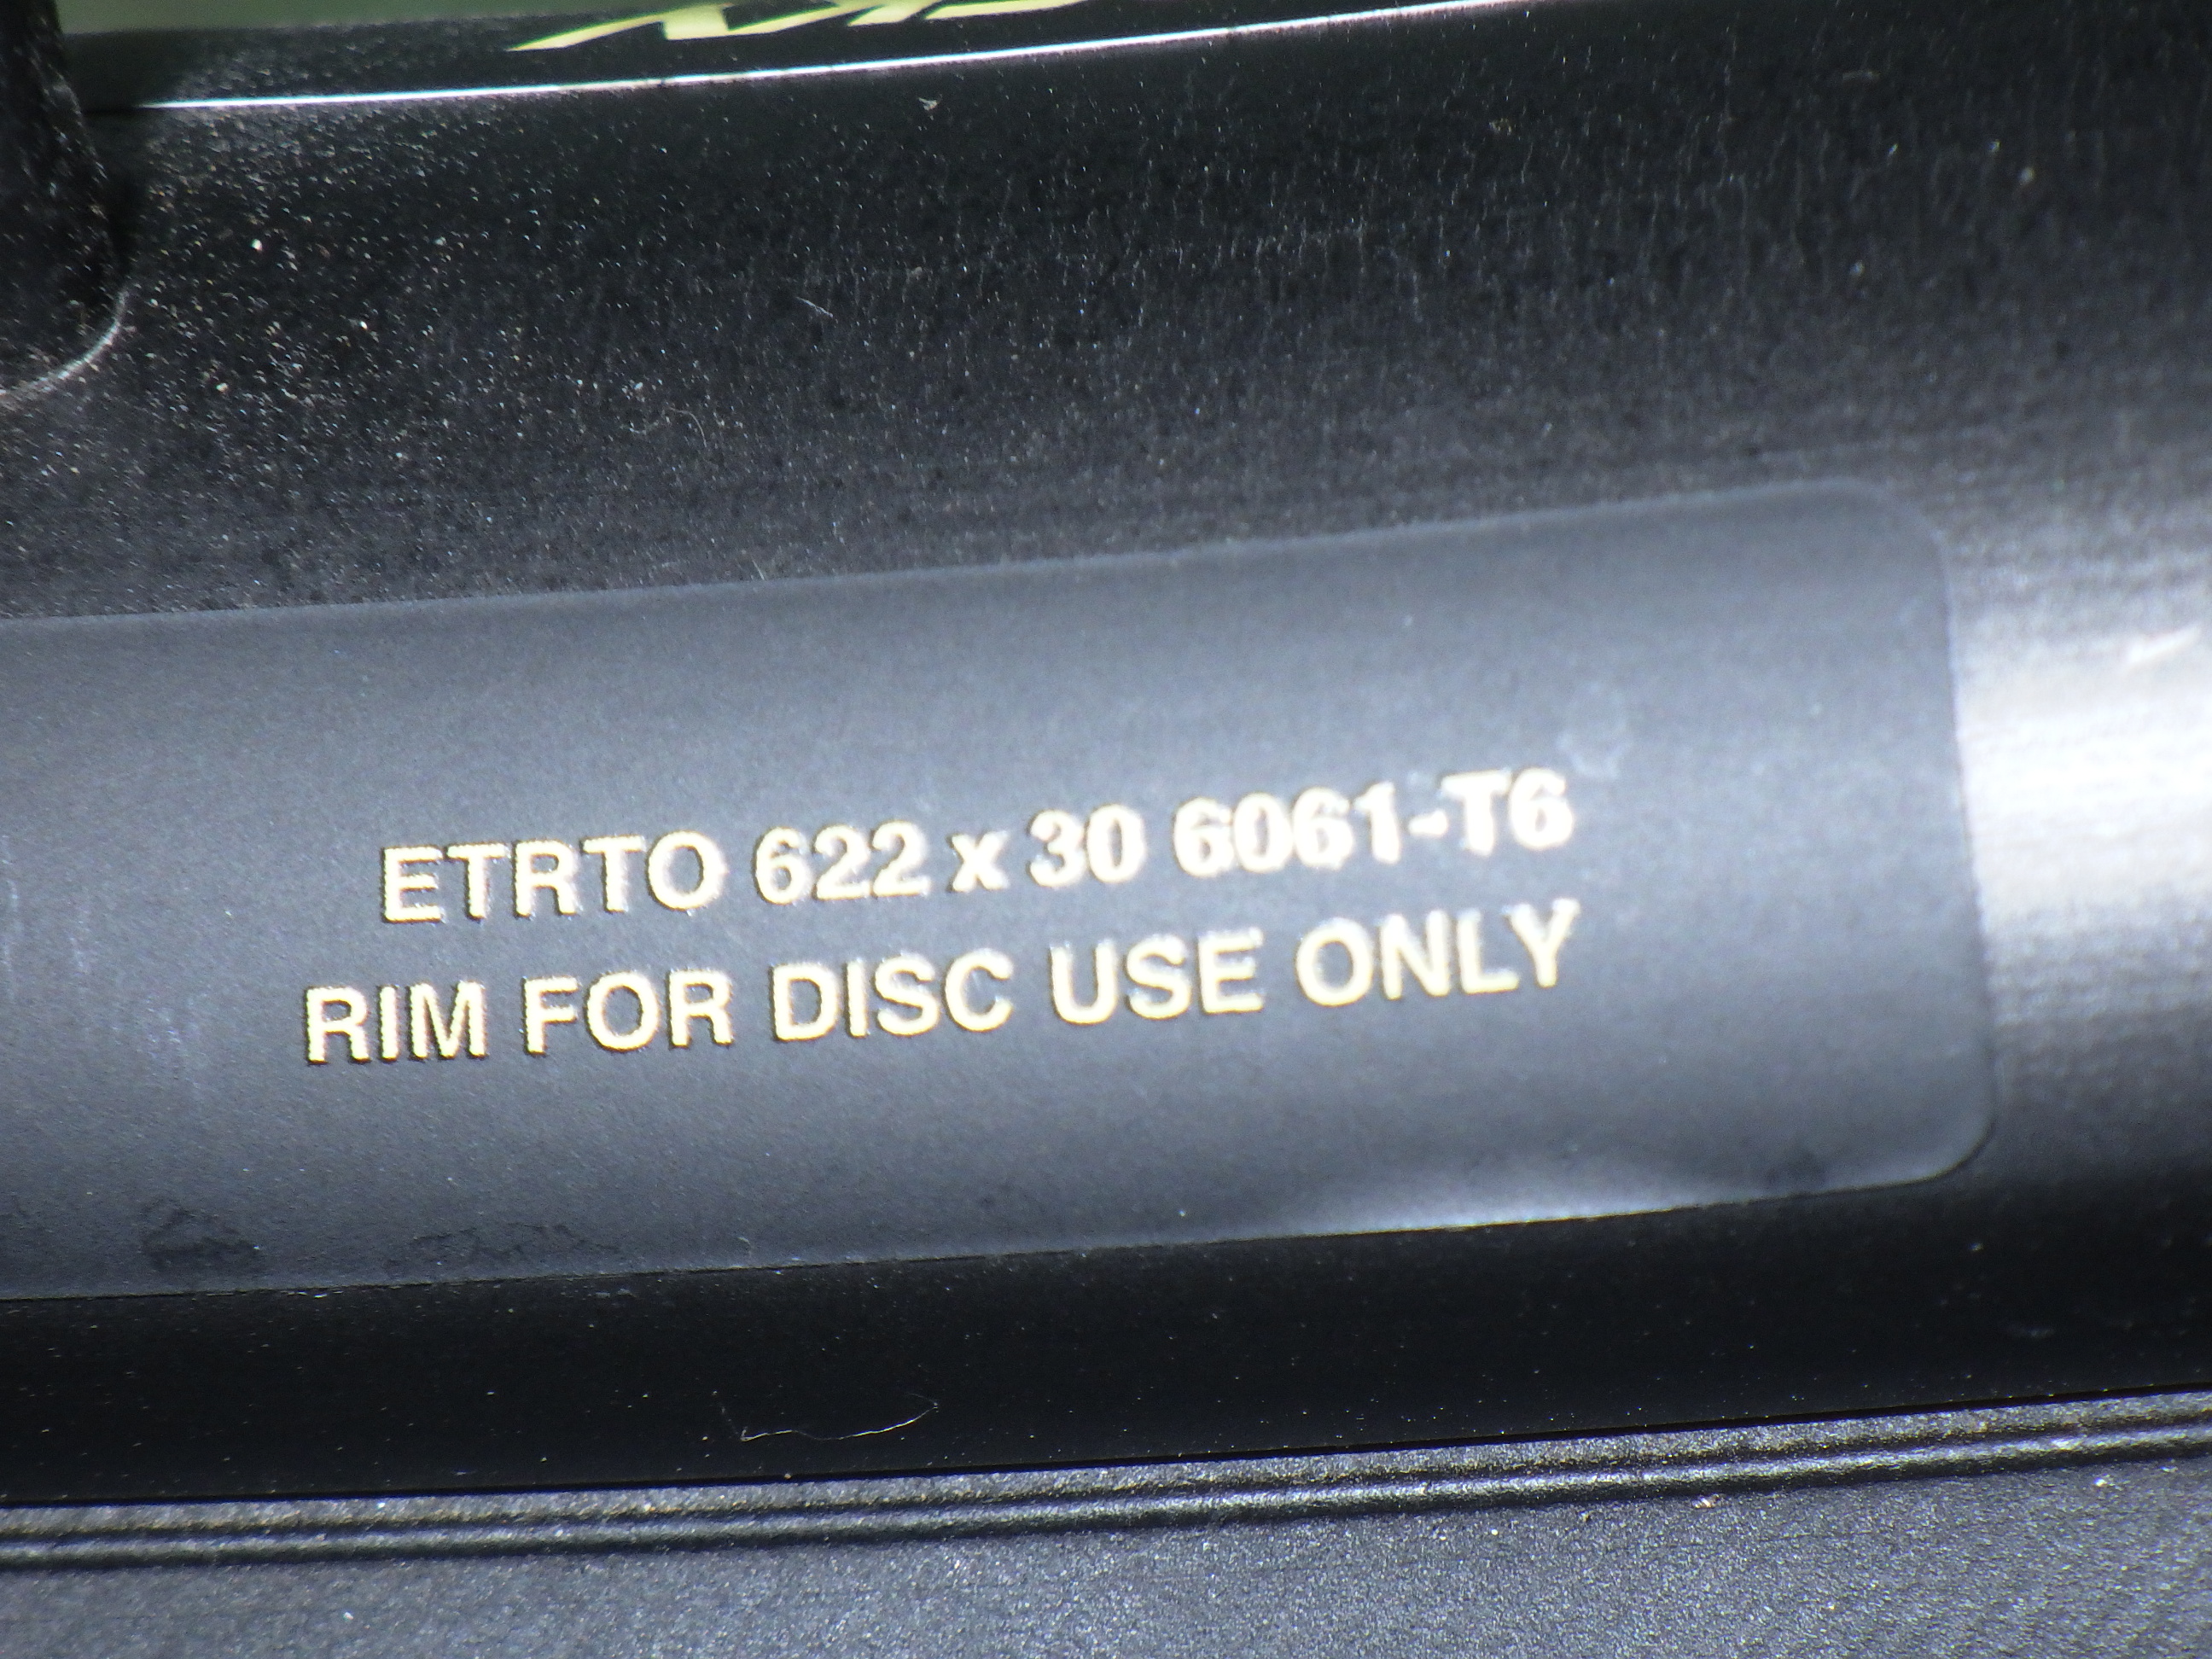 ETRTO 622 x 30 6061-T6
RIM FOR DISC USE ONLY